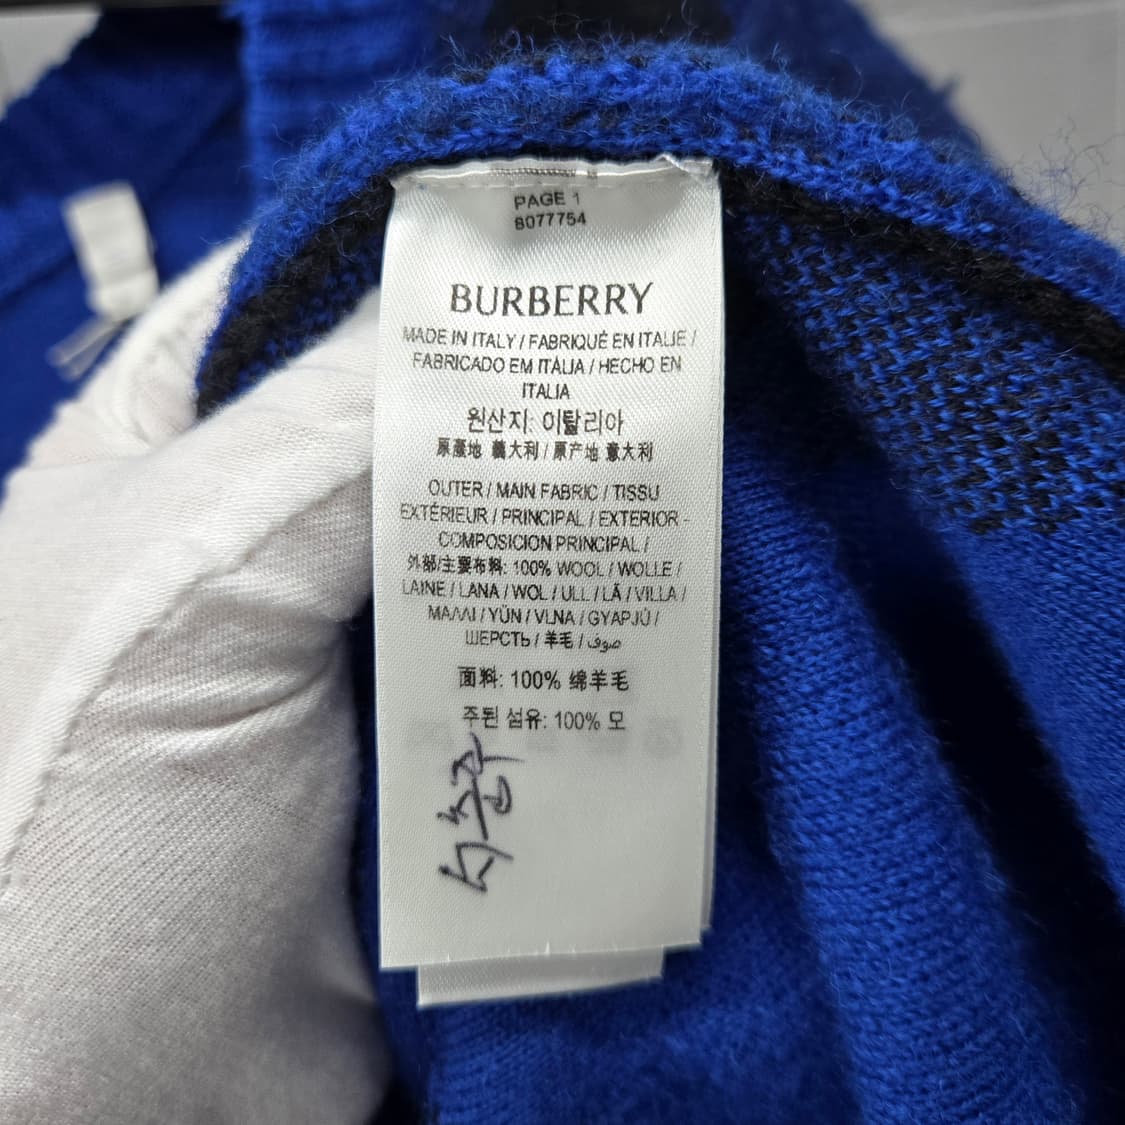 PAGE 1
8077754
BURBERRY
MADE IN ITALY / FABRIQUÉ EN ITALIE /
FABRICADO EM ITÁLIA / HECHO EN
ITALIA
원산지: 이탈리아
原產地 義大利 / 原产地 意大利
OUTER / MAIN FABRIC / TISSU
EXTÉRIEUR / PRINCIPAL / EXTERIOR -
COMPOSICION PRINCIPAL /
外部/主要布料: 100% WOOL / WOLLE /
LAINE / LANA / WOL / ULL / LÃ / VILLA /
ΜΑΛΛΙ / YÜN / VLNA / GYAPJÚ /
ШЕРСТЬ / 羊毛 / صوف
面料: 100% 绵羊毛
주된 섬유: 100% 모